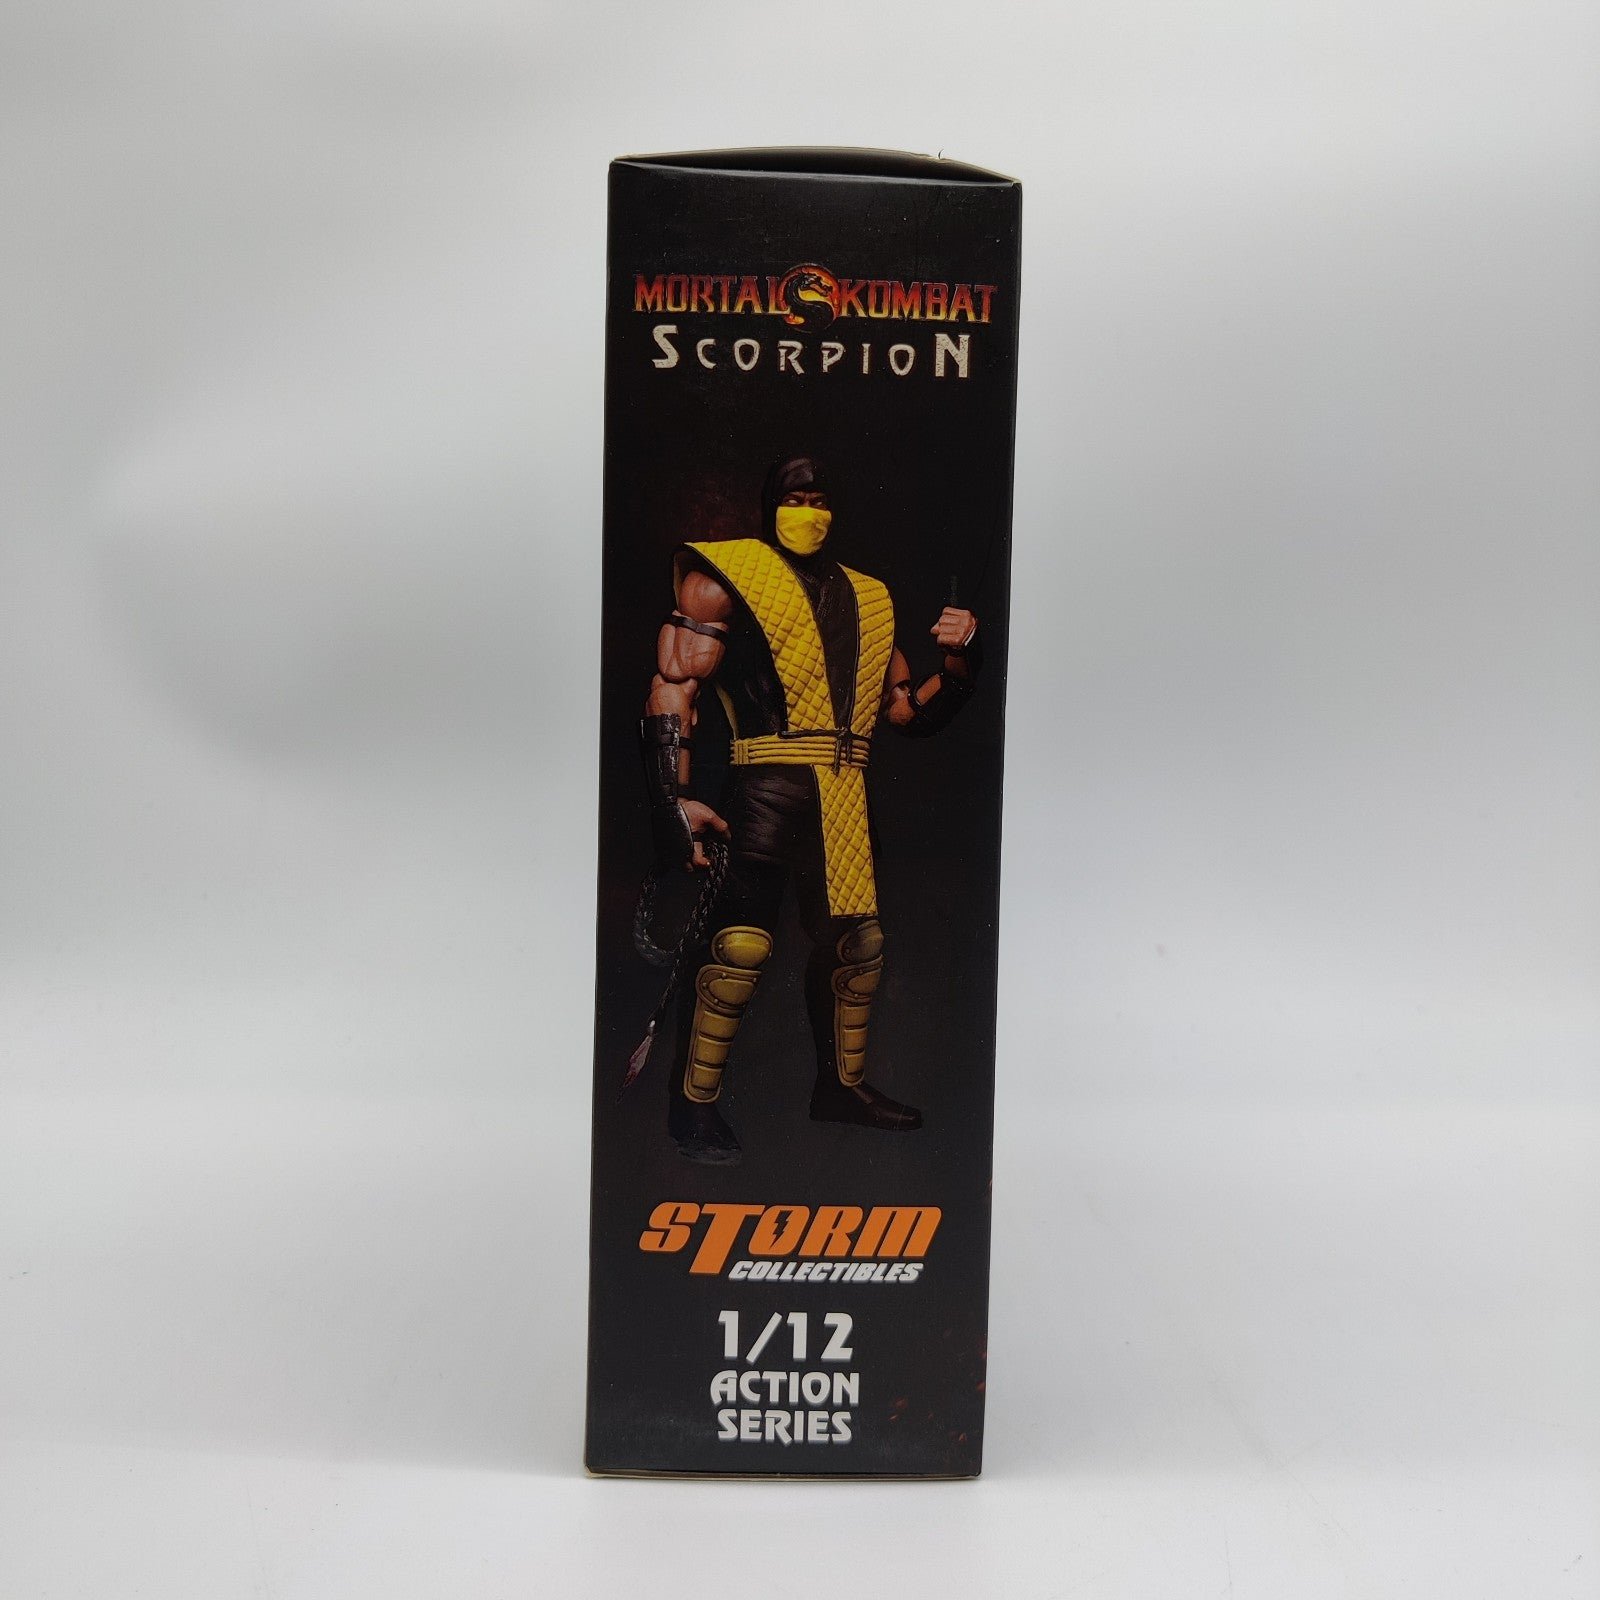 MORTAL KOMBAT
SCORPION
STORM
COLLECTIBLES
1/12
ACTION
SERIES